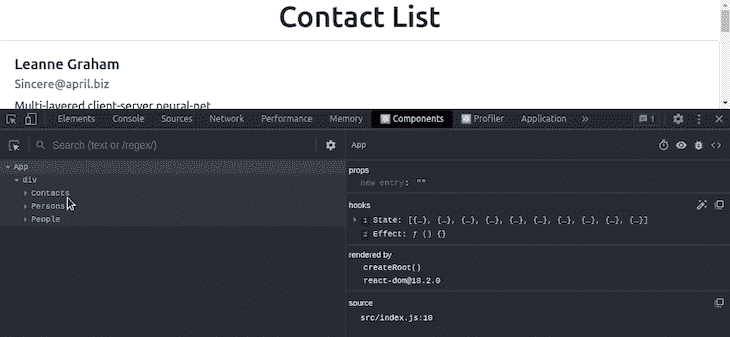 Contact List
Leanne Graham
Sincere@april.biz
Multi-layered client-server neural-net
Elements Console Sources Network Performance Memory Components Profiler Application » 1
Search (text or /regex/)
App
div
Contacts
Persons
People
App
props
new entry: ""
hooks
1 State: [{…}, {…}, {…}, {…}, {…}, {…}, {…}, {…}, {…}, {…}]
2 Effect: ƒ () {}
rendered by
createRoot()
react-dom@18.2.0
source
src/index.js:10